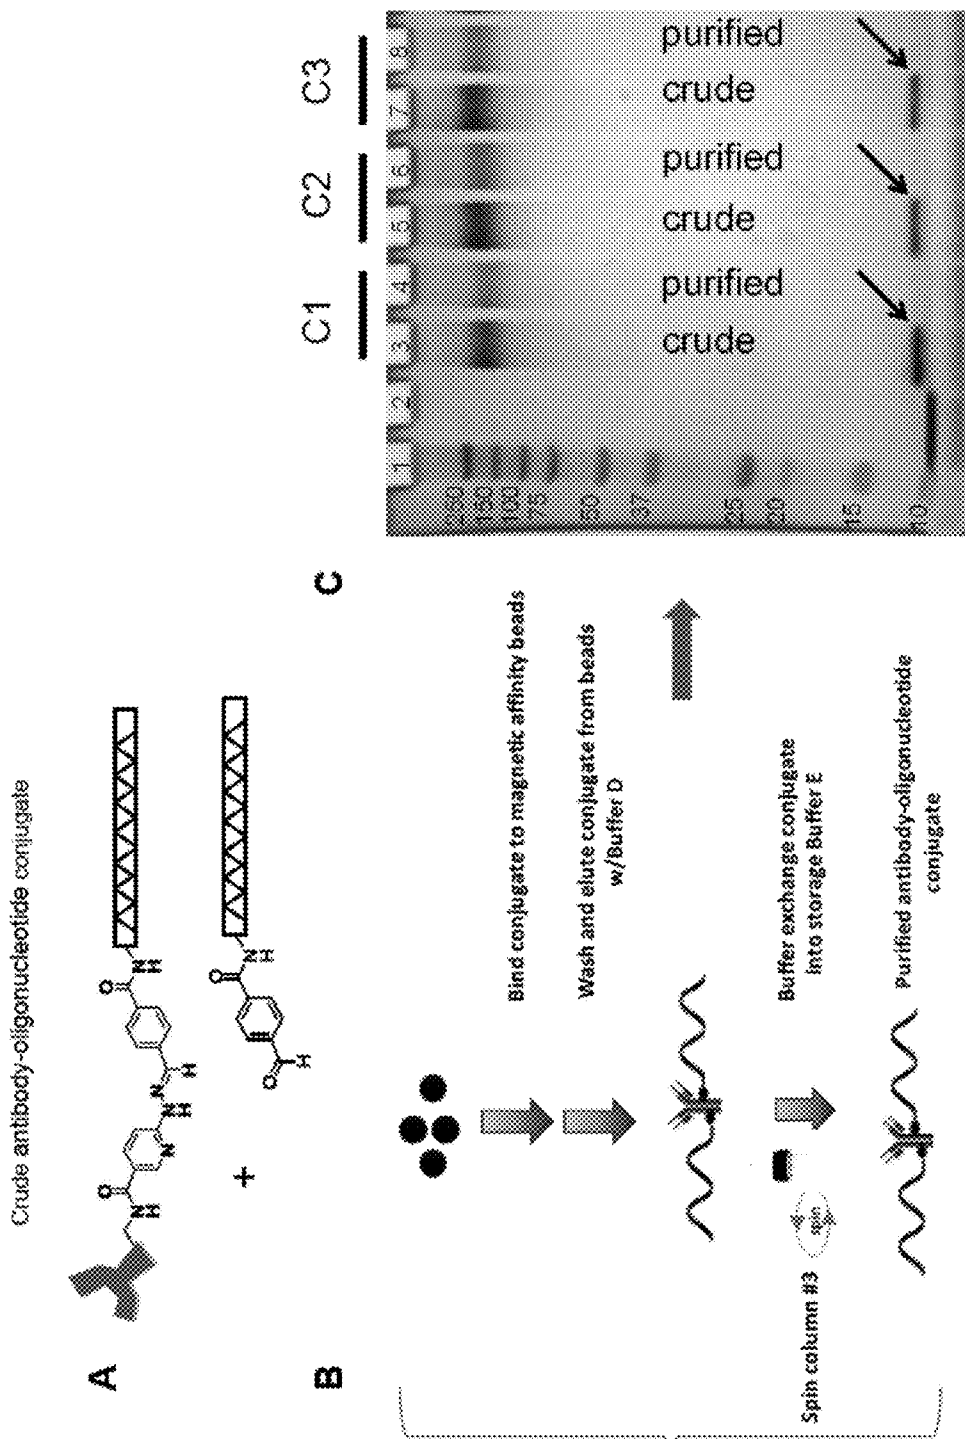 Crude antibody-oligonucleotide conjugate
A
O
N
H
N
N
H
N
H
O
N
H
+
O
H
O
N
H
B
Bind conjugate to magnetic affinity beads
Wash and elute conjugate from beads
w/Buffer D
Spin column #3
spin
Buffer exchange conjugate
into storage Buffer E
Purified antibody-oligonucleotide
conjugate
C
C1
C2
C3
1 2 3 4 5 6 7 8
250
150
100
75
50
37
25
20
15
10
crude
purified
crude
purified
crude
purified